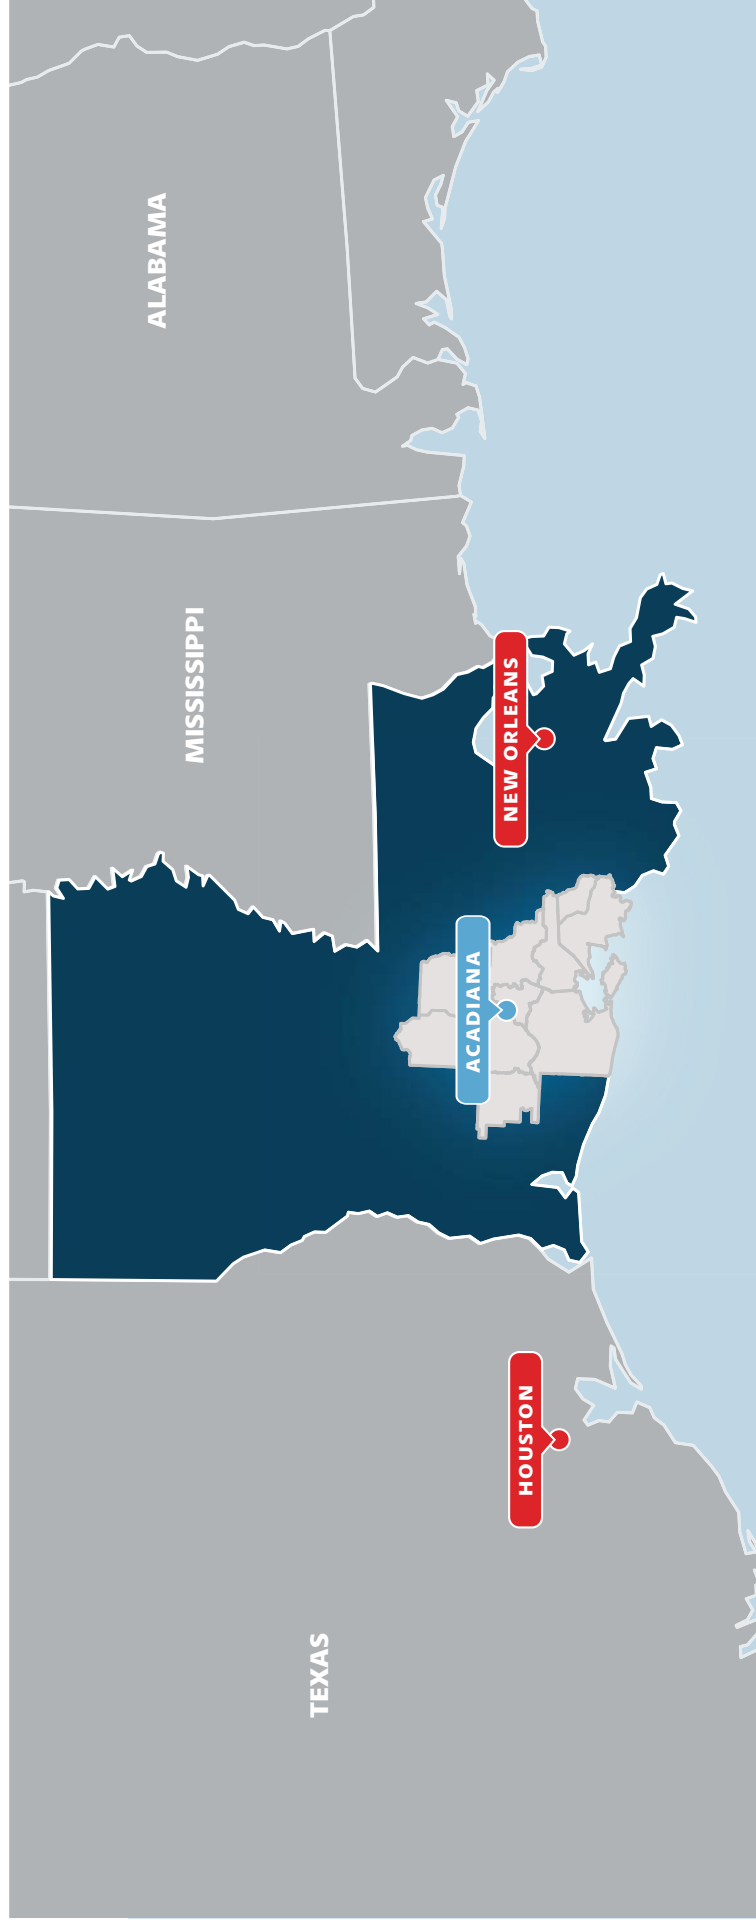 ALABAMA
MISSISSIPPI
NEW ORLEANS
ACADIANA
HOUSTON
TEXAS